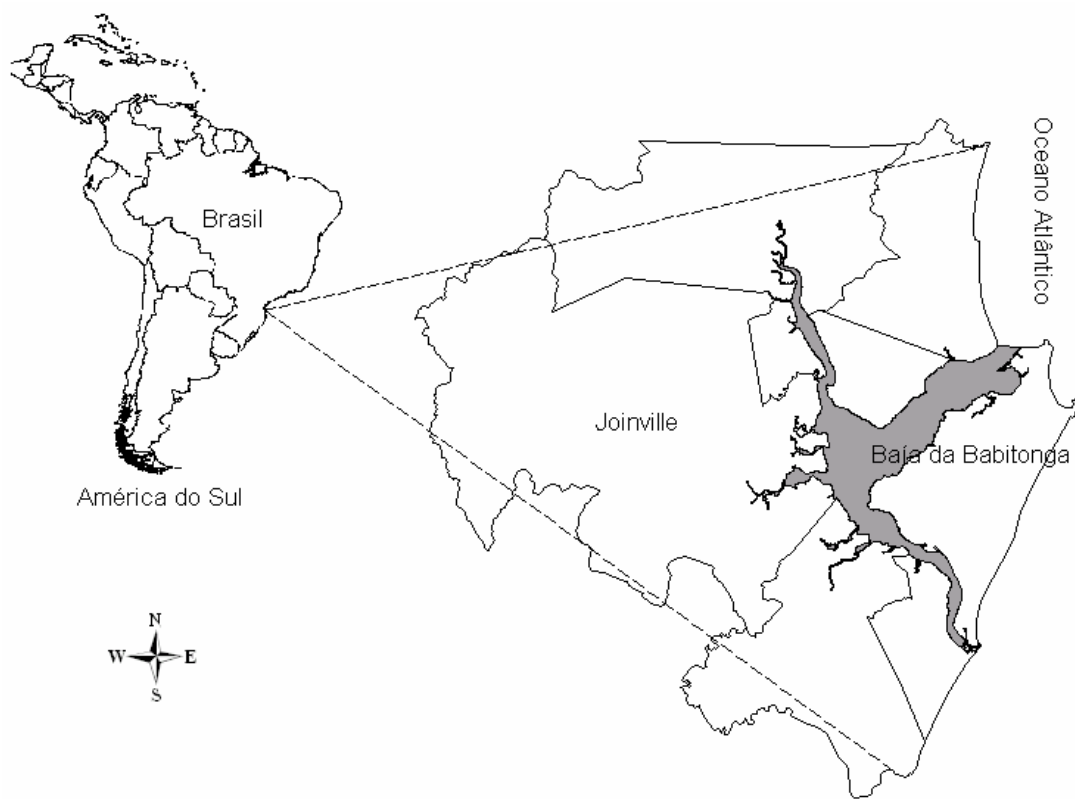 Oceano Atlântico
Brasil
Joinville
Baía da Babitonga
América do Sul
N
W E
S